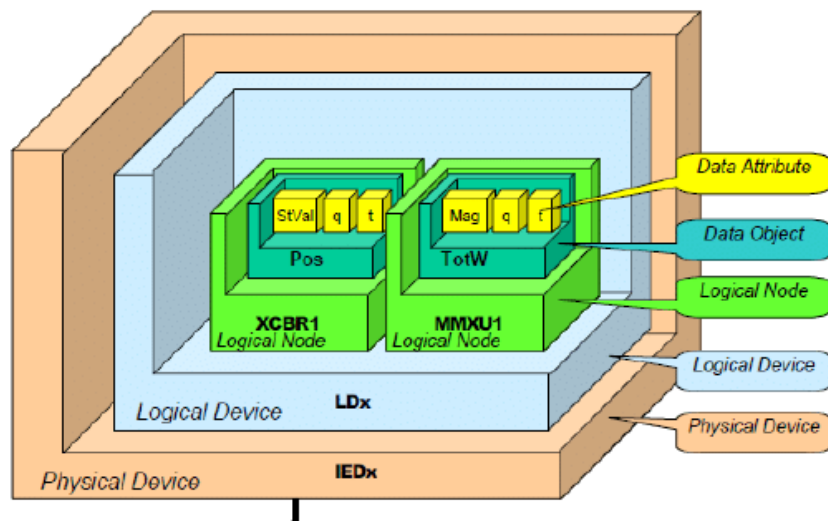 Data Attribute
StVal q t
Mag q t
Data Object
Pos
TotW
Logical Node
XCBR1
MMXU1
Logical Node
Logical Node
Logical Device
LDx
Logical Device
Physical Device
IEDx
Physical Device